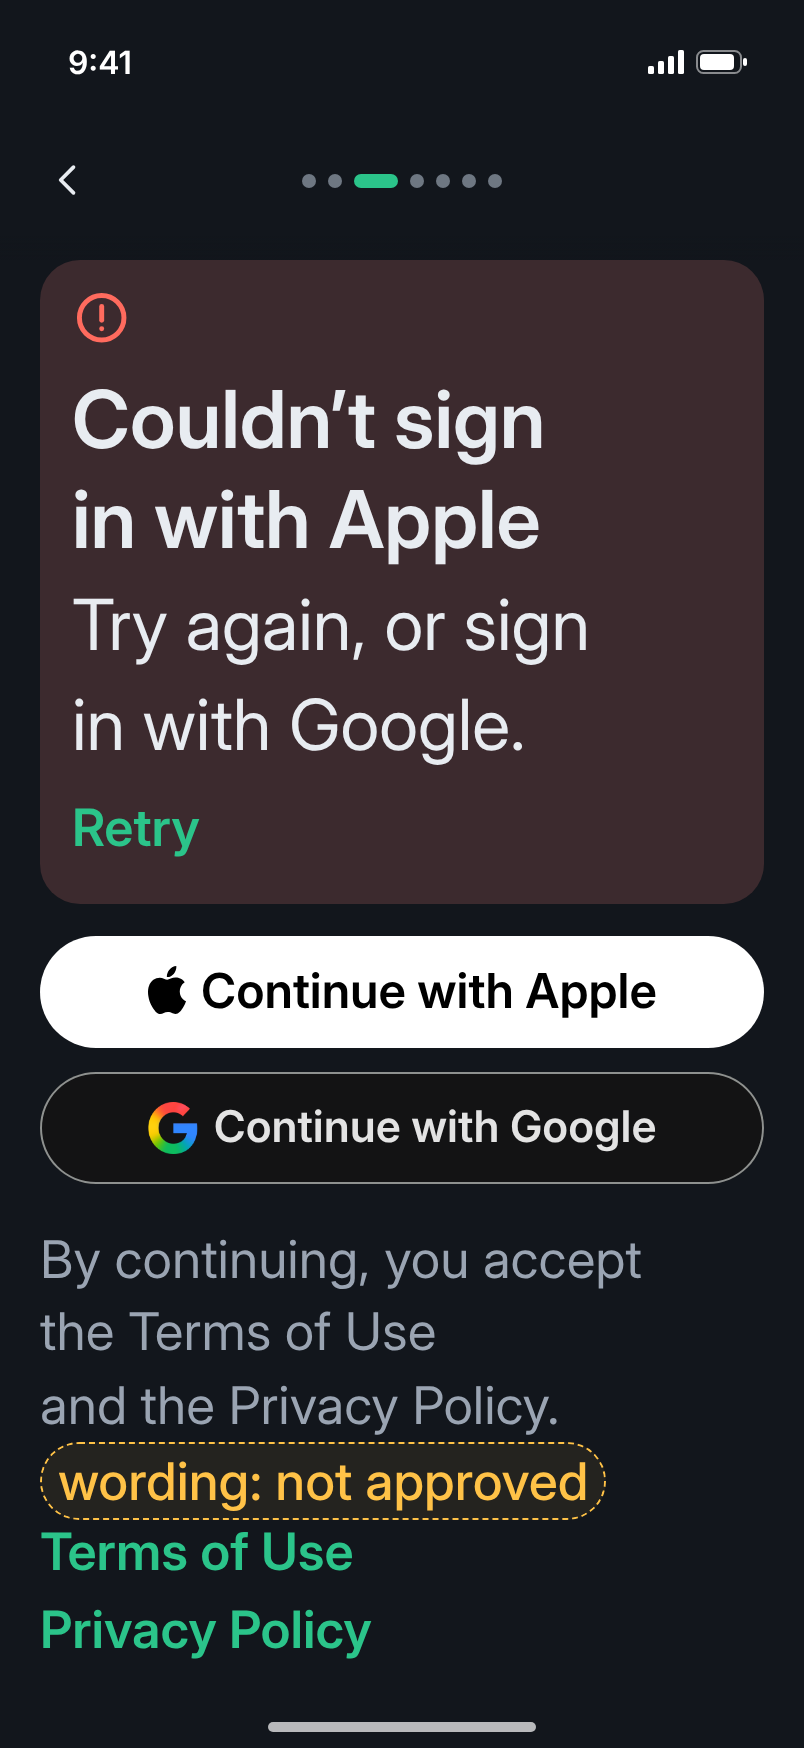 9:41
Couldn’t sign
in with Apple
Try again, or sign
in with Google.
Retry
Continue with Apple
Continue with Google
By continuing, you accept
the Terms of Use
and the Privacy Policy.
wording: not approved
Terms of Use
Privacy Policy